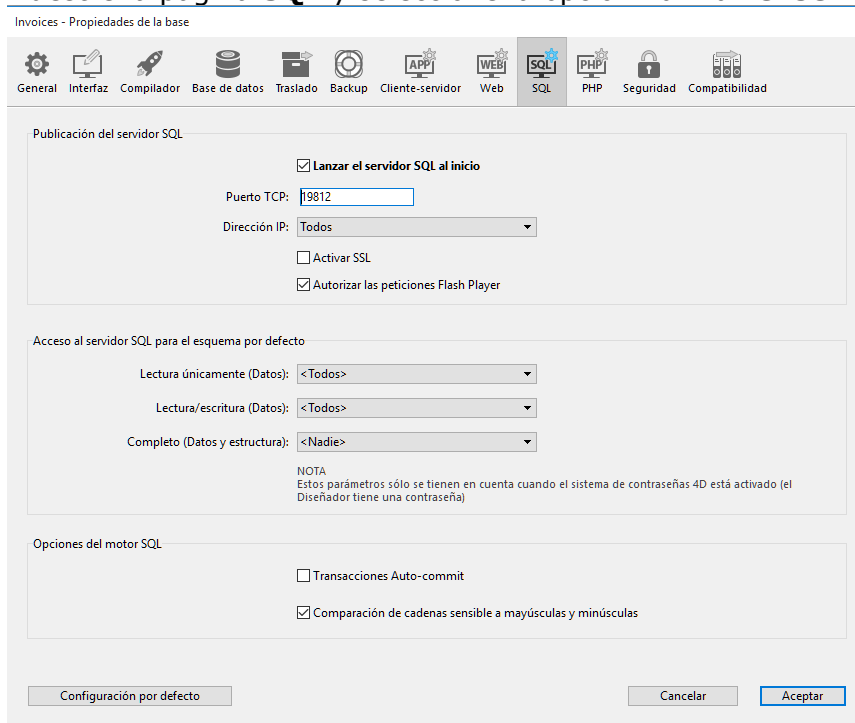 Invoices - Propiedades de la base
APP WEB SQL PHP
General Interfaz Compilador Base de datos Traslado Backup Cliente-servidor Web SQL PHP Seguridad Compatibilidad
Publicación del servidor SQL
Lanzar el servidor SQL al inicio
Puerto TCP: 19812
Dirección IP: Todos
Activar SSL
Autorizar las peticiones Flash Player
Acceso al servidor SQL para el esquema por defecto
Lectura únicamente (Datos): <Todos>
Lectura/escritura (Datos): <Todos>
Completo (Datos y estructura): <Nadie>
NOTA
Estos parámetros sólo se tienen en cuenta cuando el sistema de contraseñas 4D está activado (el
Diseñador tiene una contraseña)
Opciones del motor SQL
Transacciones Auto-commit
Comparación de cadenas sensible a mayúsculas y minúsculas
Configuración por defecto Cancelar Aceptar